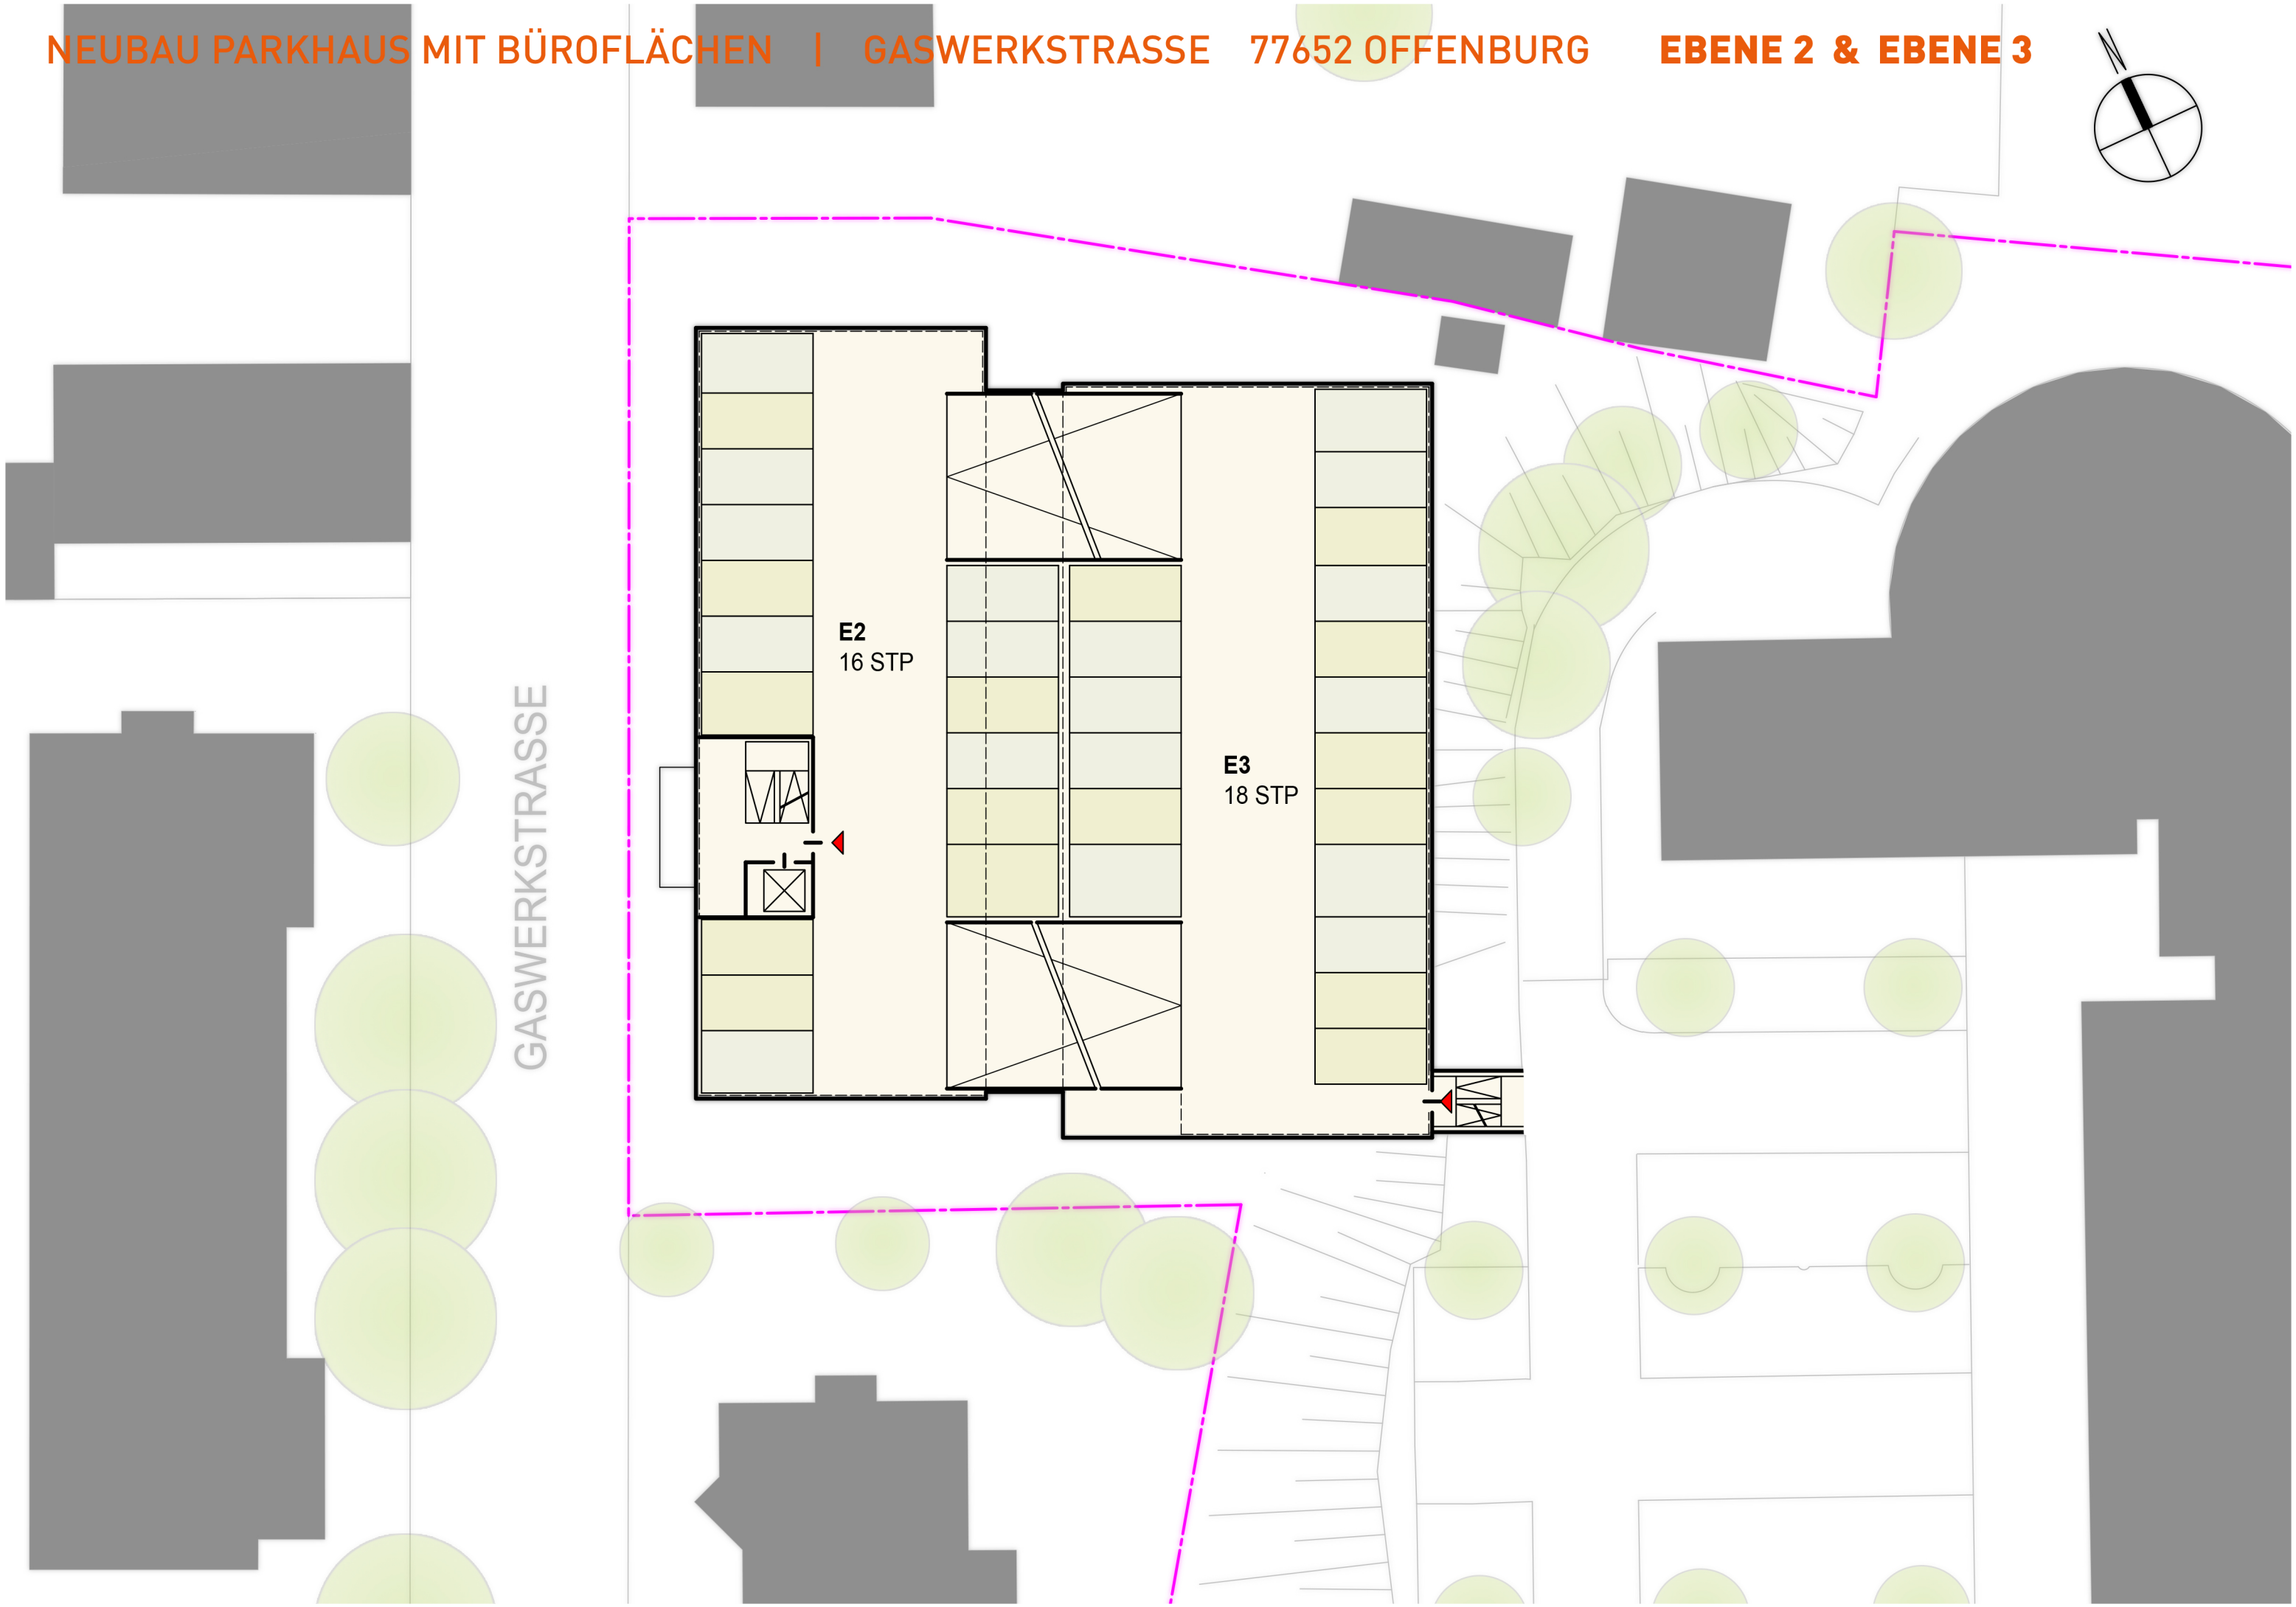 NEUBAU PARKHAUS MIT BÜROFLÄCHEN | GASWERKSTRASSE 77652 OFFENBURG EBENE 2 & EBENE 3
N
E2
16 STP
GASWERKSTRASSE
E3
18 STP